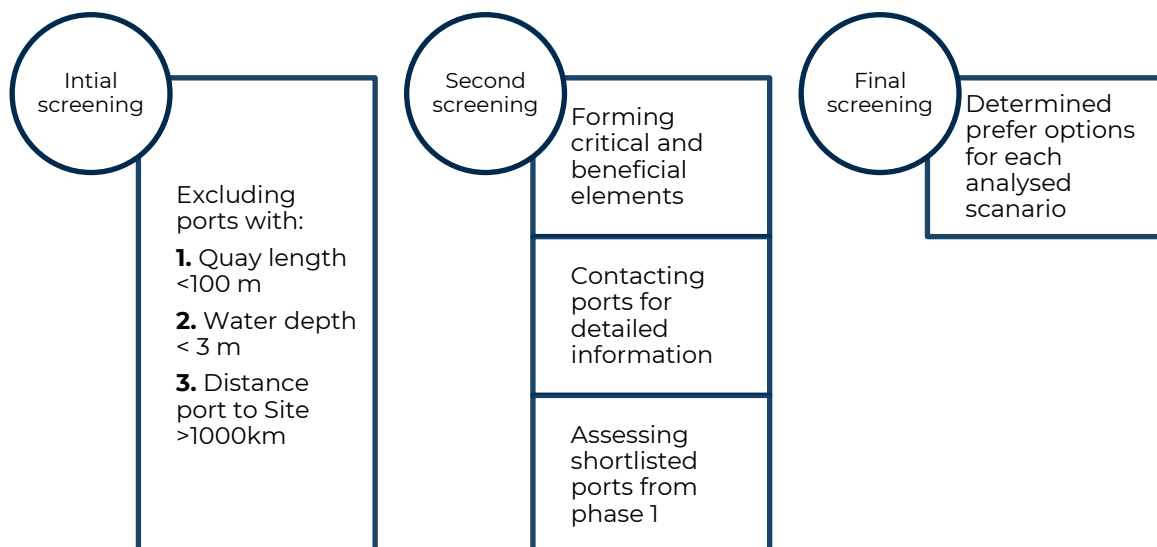 Intial
screening
Excluding
ports with:
1. Quay length
<100 m
2. Water depth
< 3 m
3. Distance
port to Site
>1000km
Second
screening
Forming
critical and
beneficial
elements
Contacting
ports for
detailed
information
Assessing
shortlisted
ports from
phase 1
Final
screening
Determined
prefer options
for each
analysed
scanario